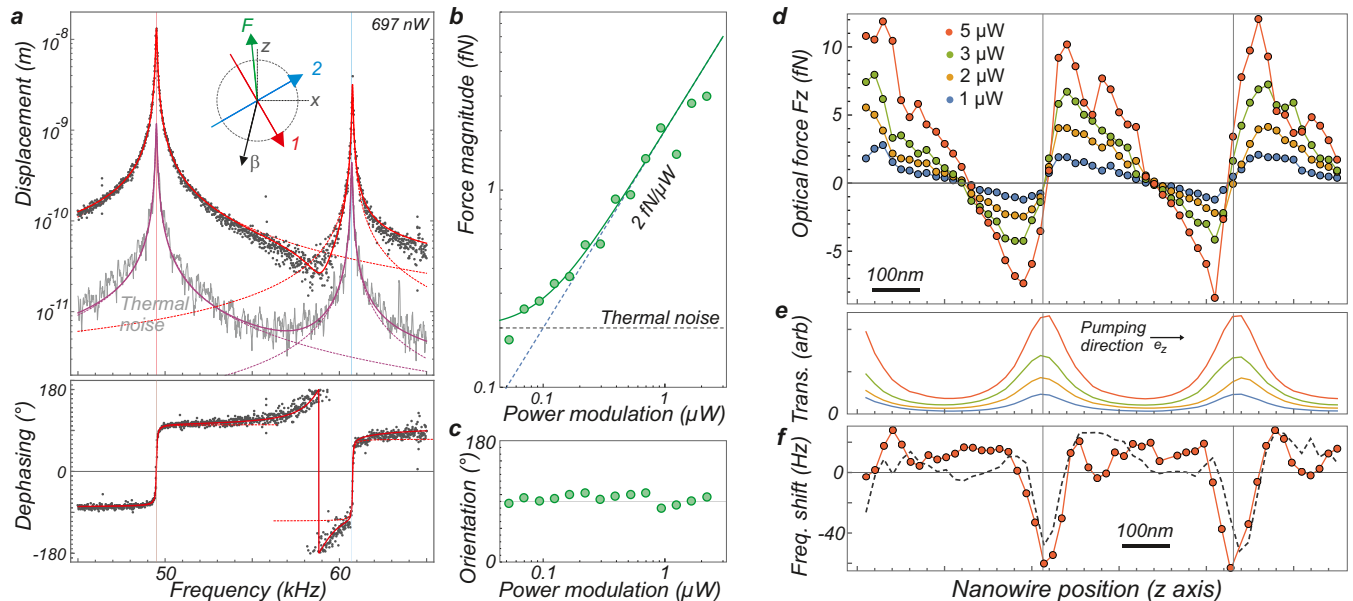 a
697 nW
Displacement (m)
10⁻⁸
10⁻⁹
10⁻¹⁰
10⁻¹¹
F
z
2
x
1
β
Thermal
noise
Dephasing (°)
180
0
-180
50
60
Frequency (kHz)
b
Force magnitude (fN)
1
0.1
2 fN/µW
Thermal noise
0.1
1
Power modulation (µW)
c
Orientation (°)
180
0
0.1
1
Power modulation (µW)
d
Optical force Fz (fN)
10
5
0
-5
5 µW
3 µW
2 µW
1 µW
100nm
e
Trans. (arb)
0
Pumping
direction
e_z
f
Freq. shift (Hz)
0
-40
100nm
Nanowire position (z axis)